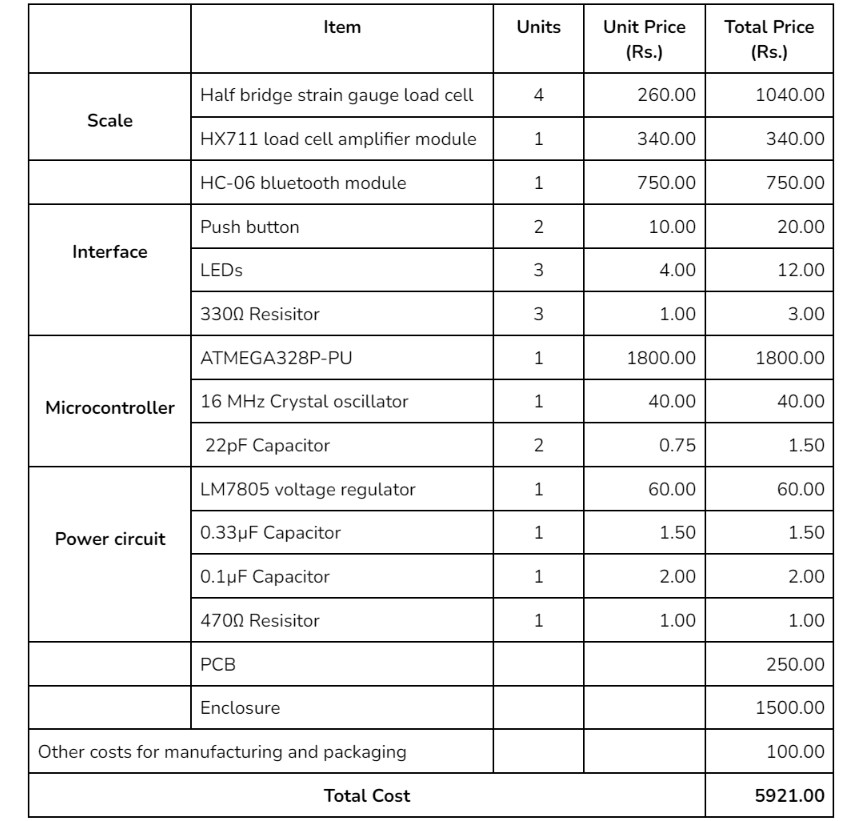 Item Units Unit Price (Rs.) Total Price (Rs.)
Scale
Half bridge strain gauge load cell 4 260.00 1040.00
HX711 load cell amplifier module 1 340.00 340.00
HC-06 bluetooth module 1 750.00 750.00
Interface
Push button 2 10.00 20.00
LEDs 3 4.00 12.00
330Ω Resisitor 3 1.00 3.00
Microcontroller
ATMEGA328P-PU 1 1800.00 1800.00
16 MHz Crystal oscillator 1 40.00 40.00
22pF Capacitor 2 0.75 1.50
Power circuit
LM7805 voltage regulator 1 60.00 60.00
0.33µF Capacitor 1 1.50 1.50
0.1µF Capacitor 1 2.00 2.00
470Ω Resisitor 1 1.00 1.00
PCB 250.00
Enclosure 1500.00
Other costs for manufacturing and packaging 100.00
Total Cost 5921.00